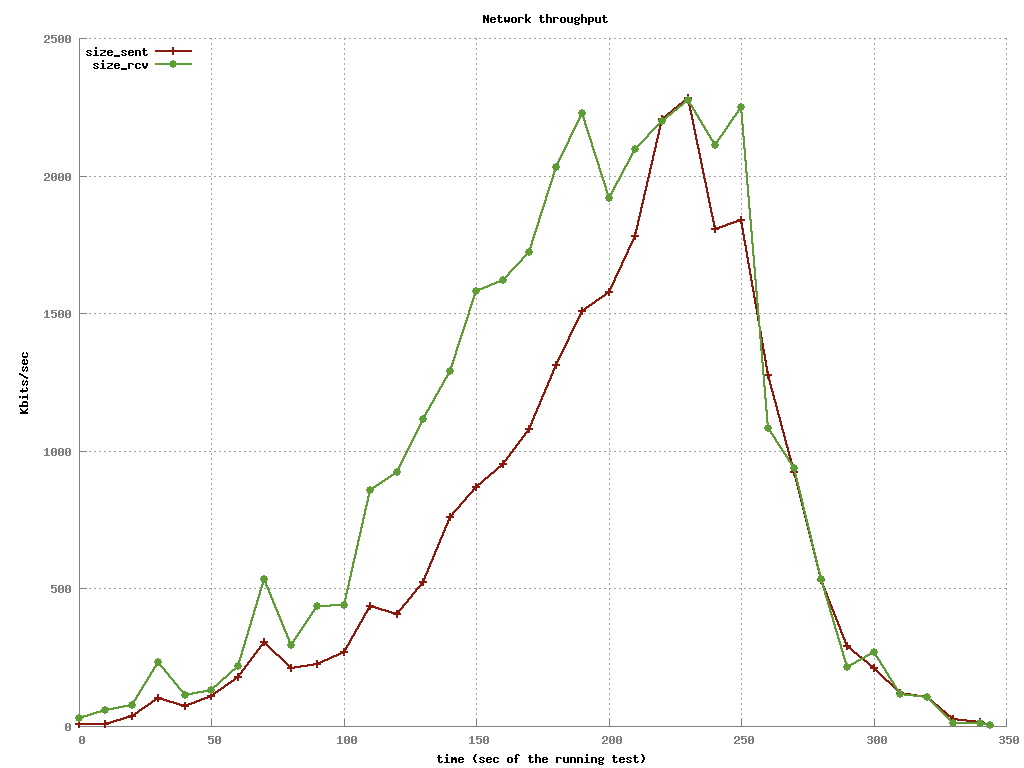 Network throughput
size_sent
size_rcv
2500
2000
1500
1000
500
0
Kbits/sec
0 50 100 150 200 250 300 350
time (sec of the running test)